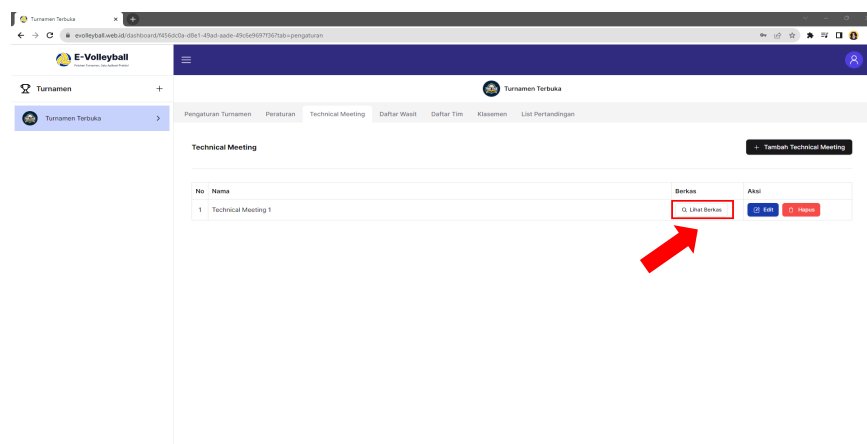 Turnamen Terbuka
evolleyball.web.id/dashboard/f456dc0a-d8e1-49ad-aade-49c6e9697f36?tab=pengaturan
E-Volleyball
Turnamen
Turnamen Terbuka
Turnamen Terbuka
Pengaturan Turnamen Peraturan Technical Meeting Daftar Wasit Daftar Tim Klasemen List Pertandingan
Technical Meeting
+ Tambah Technical Meeting
No Nama Berkas Aksi
1 Technical Meeting 1 Lihat Berkas Edit Hapus